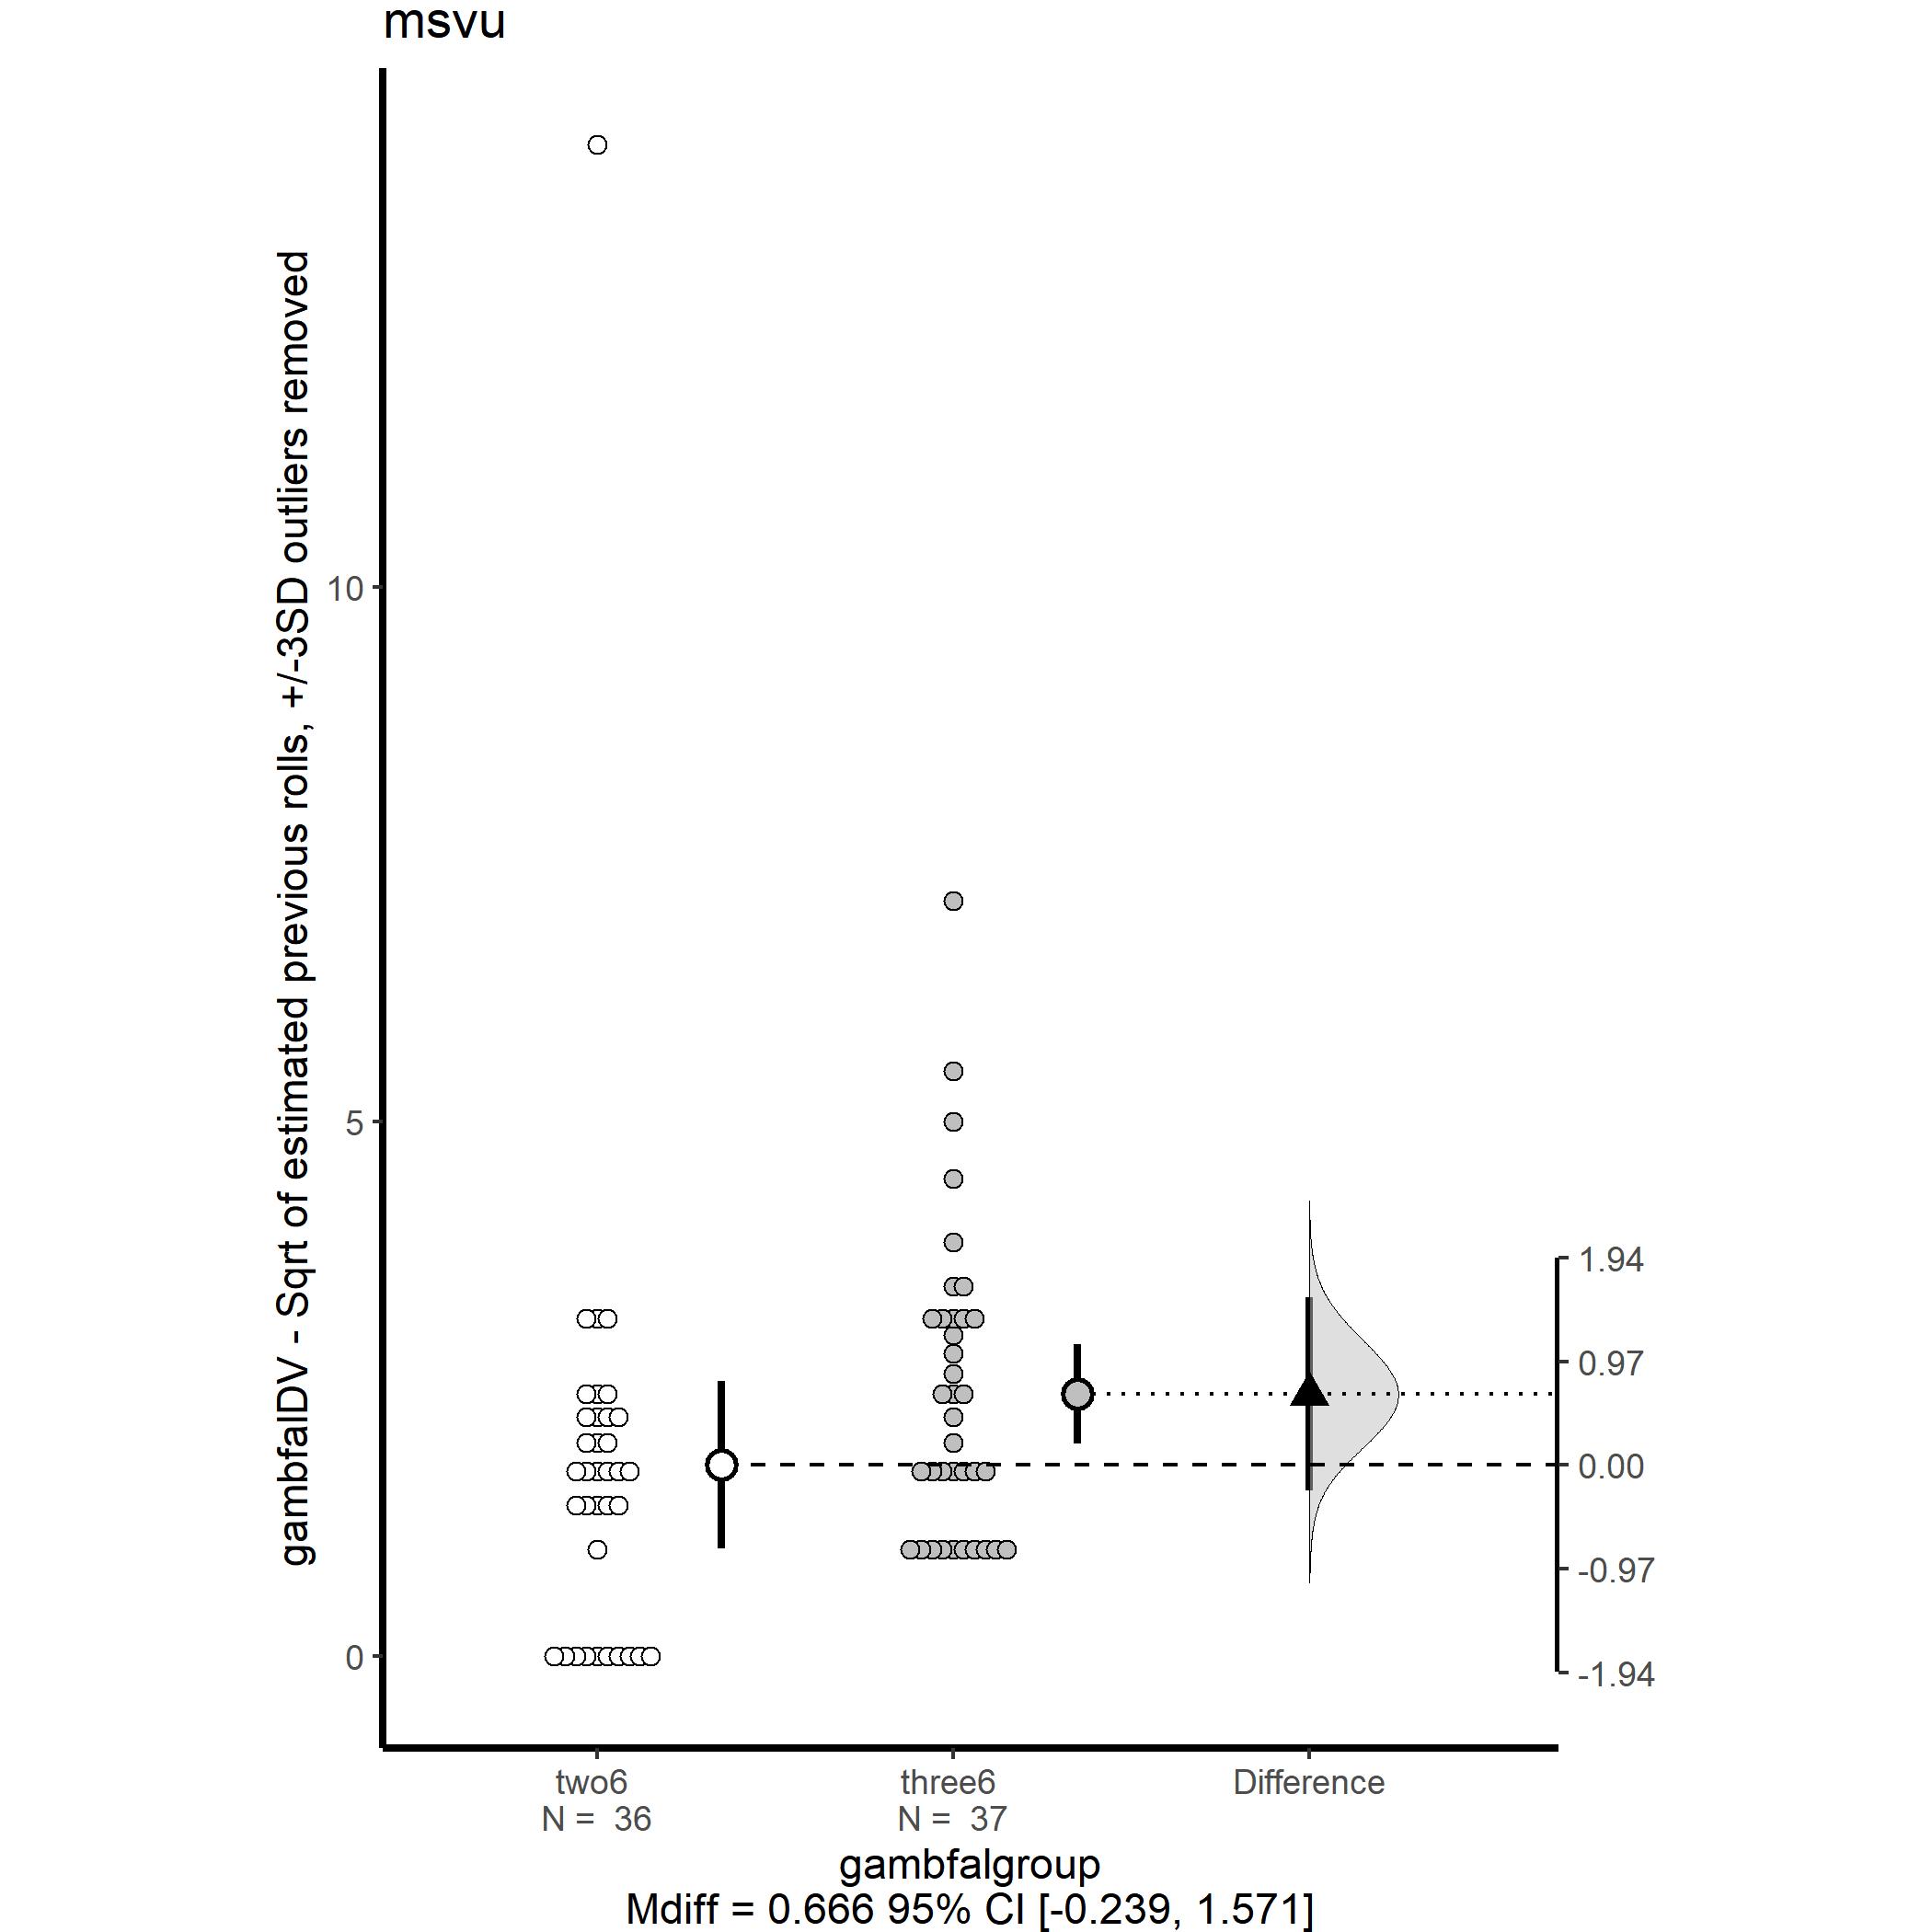 msvu
gambfalDV - Sqrt of estimated previous rolls, +/-3SD outliers removed
10
5
0
1.94
0.97
0.00
-0.97
-1.94
two6
N =  36
three6
N =  37
Difference
gambfalgroup
Mdiff = 0.666 95% CI [-0.239, 1.571]